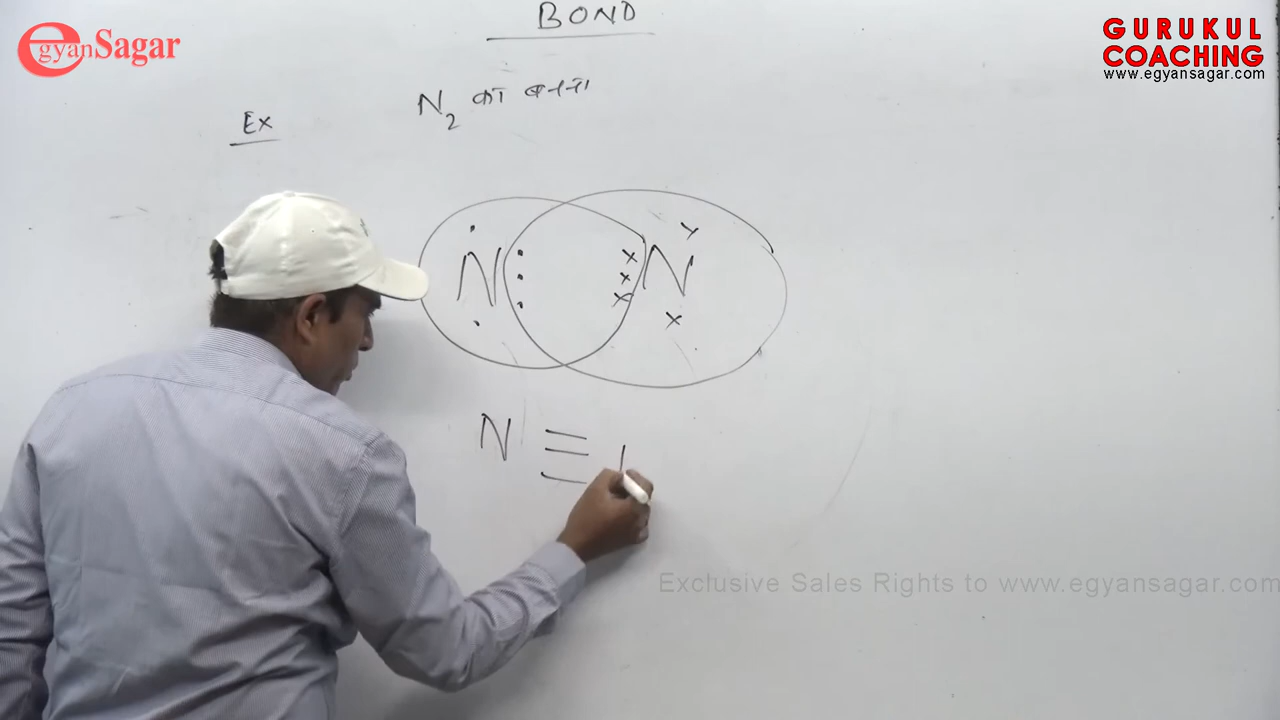 egyanSagar
BOND
GURUKUL
COACHING
www.egyansagar.com
N2 का बनना
Ex
N N
N ≡
Exclusive Sales Rights to www.egyansagar.com